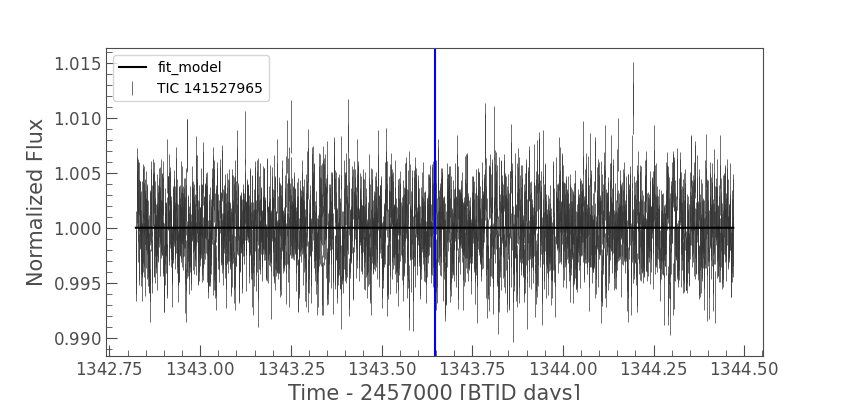 1.015
1.010
1.005
1.000
0.995
0.990
Normalized Flux
fit_model
TIC 141527965
1342.75 1343.00 1343.25 1343.50 1343.75 1344.00 1344.25 1344.50
Time - 2457000 [BTJD days]